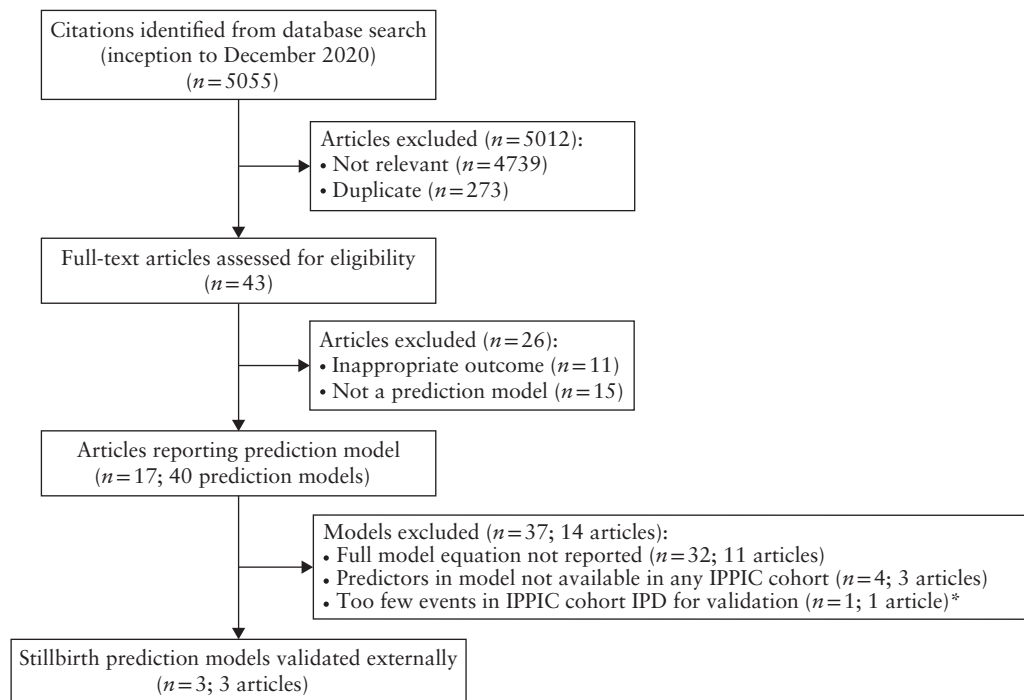 Citations identified from database search
(inception to December 2020)
(n=5055)
Articles excluded (n=5012):
• Not relevant (n=4739)
• Duplicate (n=273)
Full-text articles assessed for eligibility
(n=43)
Articles excluded (n=26):
• Inappropriate outcome (n=11)
• Not a prediction model (n=15)
Articles reporting prediction model
(n=17; 40 prediction models)
Models excluded (n=37; 14 articles):
• Full model equation not reported (n=32; 11 articles)
• Predictors in model not available in any IPPIC cohort (n=4; 3 articles)
• Too few events in IPPIC cohort IPD for validation (n=1; 1 article)*
Stillbirth prediction models validated externally
(n=3; 3 articles)